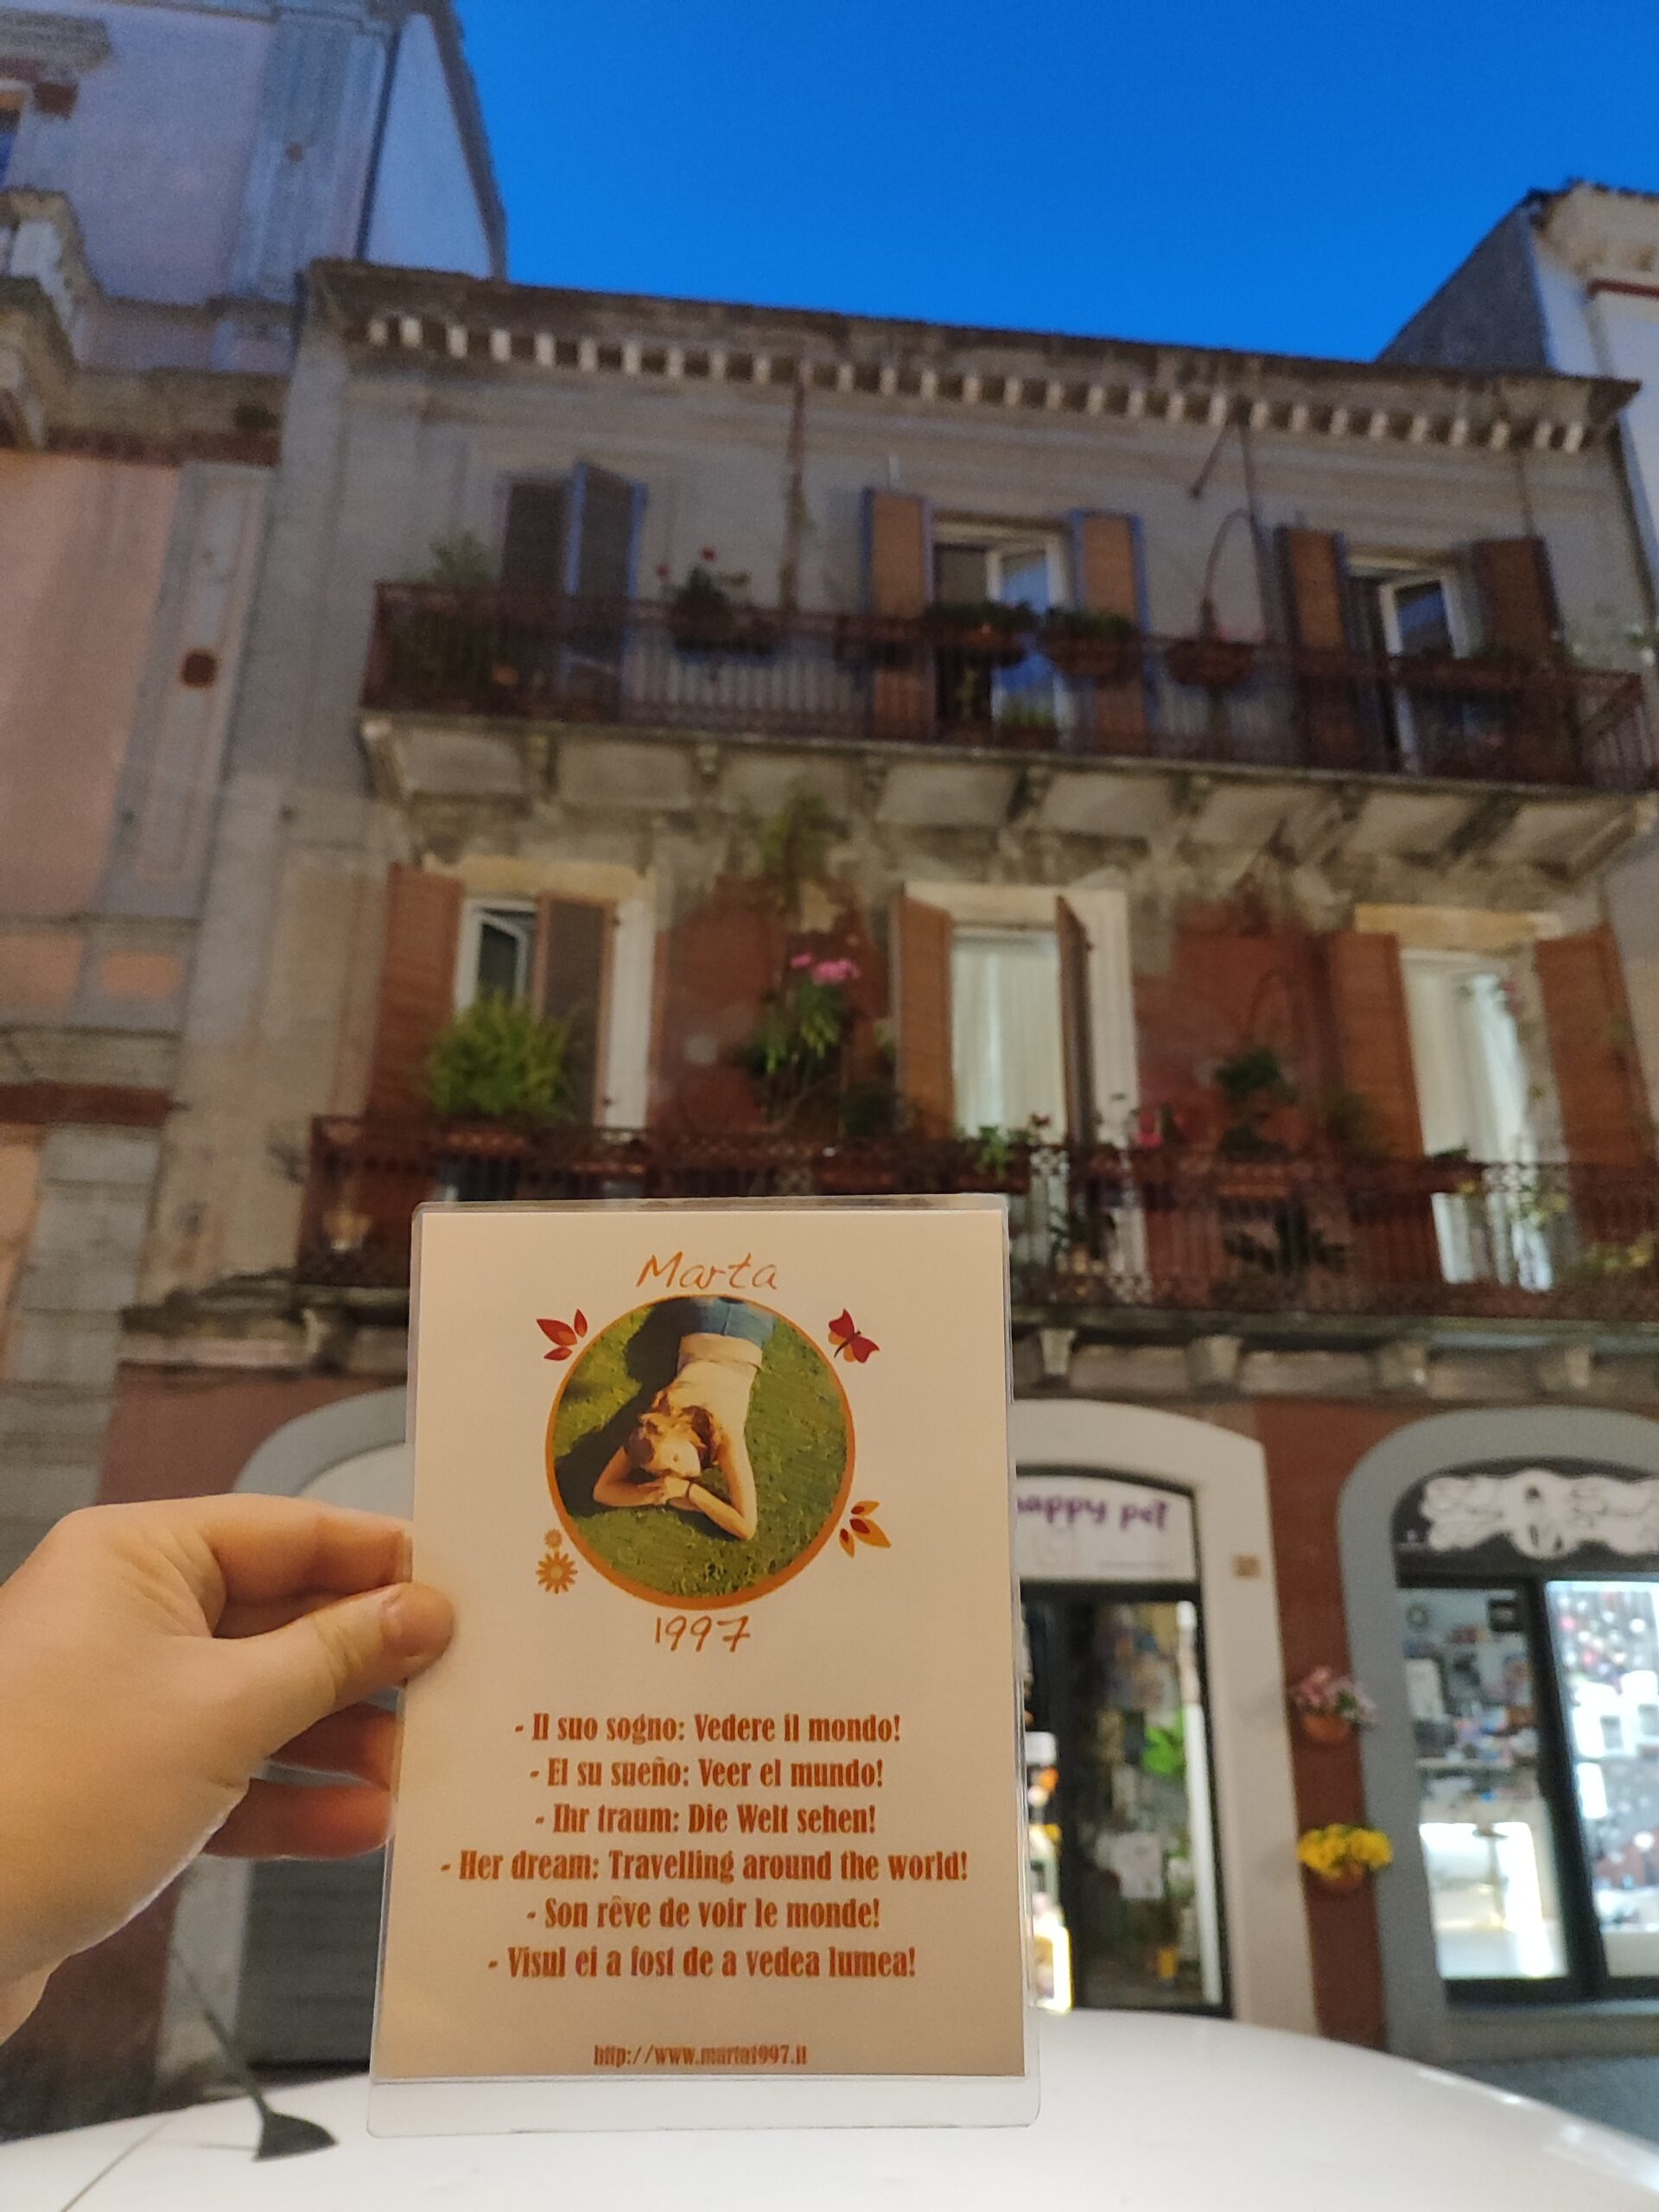 Marta
1997
- Il suo sogno: Vedere il mondo!
- El su sueño: Veer el mundo!
- Ihr traum: Die Welt sehen!
- Her dream: Travelling around the world!
- Son rêve de voir le monde!
- Visul ei a fost de a vedea lumea!
http://www.marta1997.it
happy pet